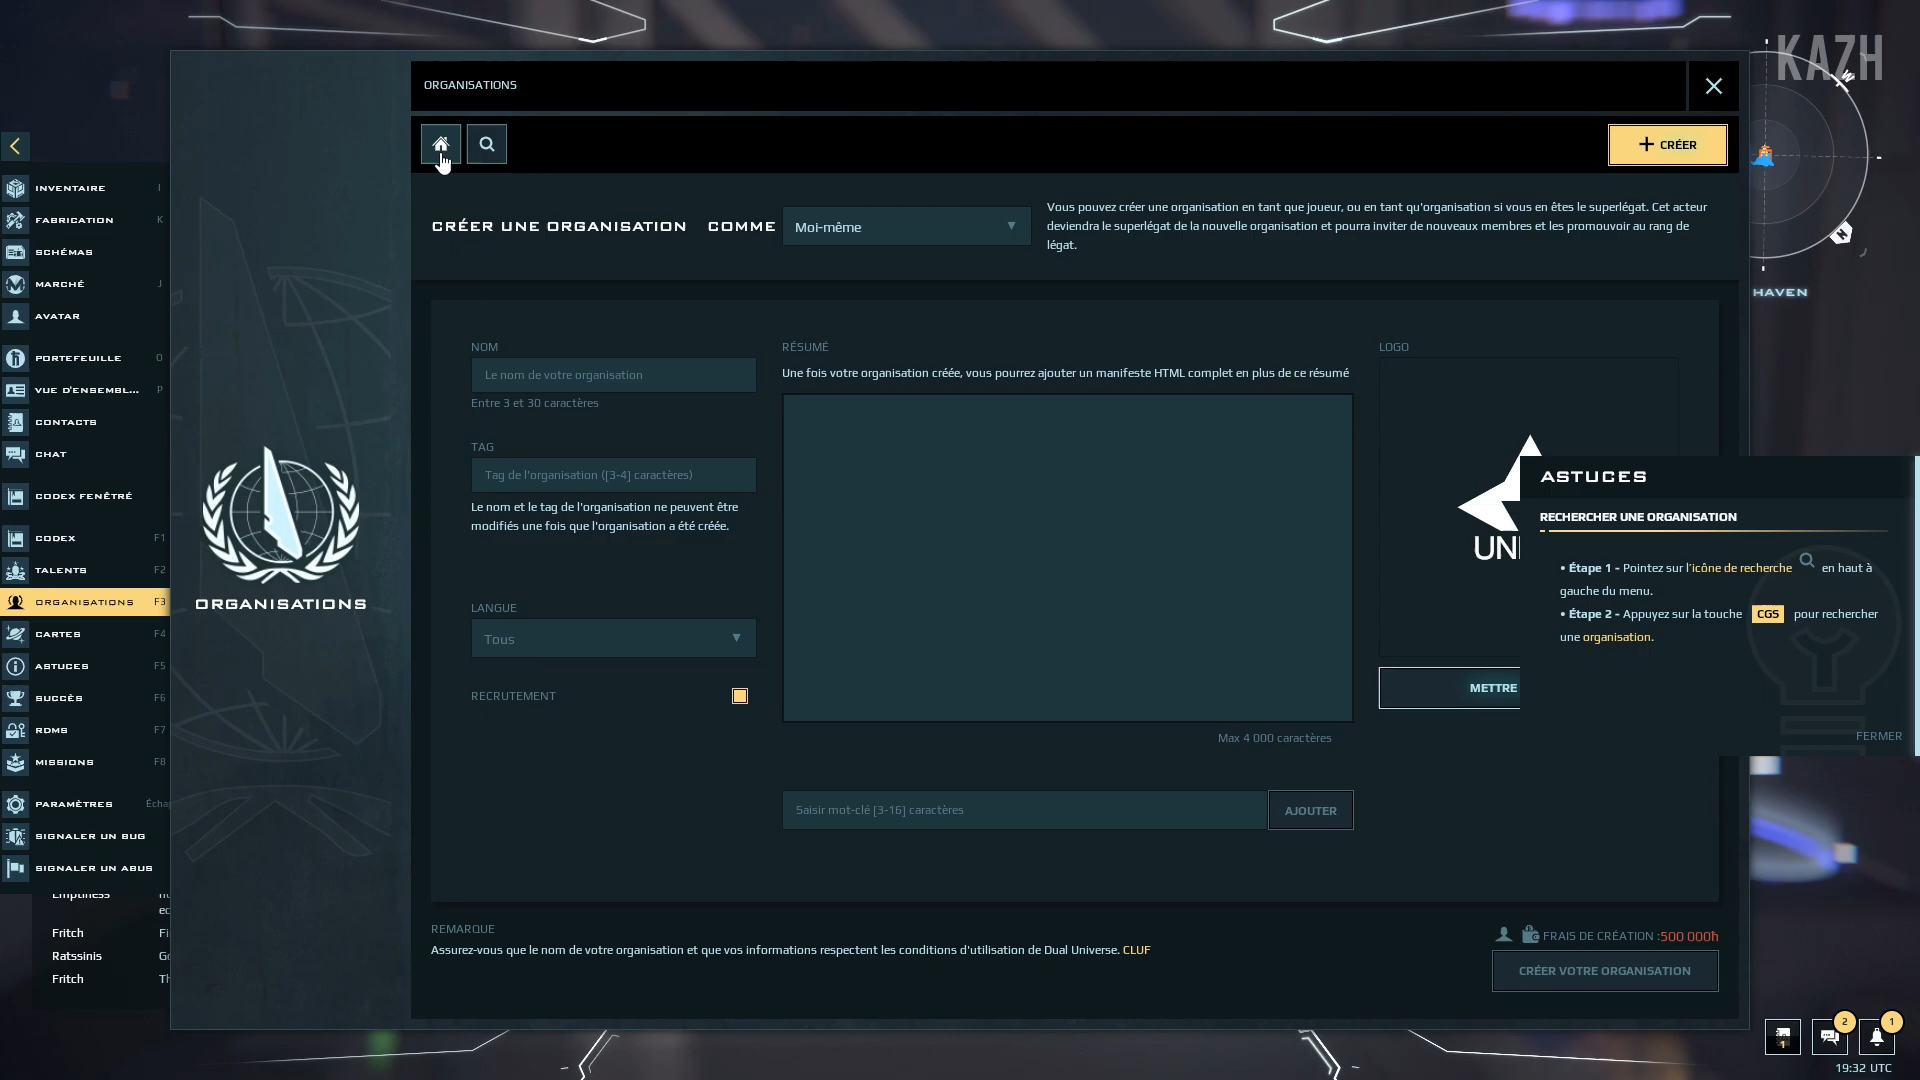 KAZH
ORGANISATIONS
CRÉER
INVENTAIRE I
FABRICATION K
SCHÉMAS
MARCHÉ J
AVATAR
PORTEFEUILLE O
VUE D'ENSEMBL... P
CONTACTS
CHAT
CODEX FENÊTRÉ
CODEX F1
TALENTS F2
ORGANISATIONS F3
CARTES F4
ASTUCES F5
SUCCÈS F6
RDMS F7
MISSIONS F8
PARAMÈTRES Écha
SIGNALER UN BUG
SIGNALER UN ABUS
Emptiness
ec
Fritch Fi
Ratssinis Go
Fritch Th
ORGANISATIONS
CRÉER UNE ORGANISATION COMME Moi-même
Vous pouvez créer une organisation en tant que joueur, ou en tant qu'organisation si vous en êtes le superlégat. Cet acteur
deviendra le superlégat de la nouvelle organisation et pourra inviter de nouveaux membres et les promouvoir au rang de
légat.
W
N
HAVEN
NOM
Le nom de votre organisation
Entre 3 et 30 caractères
TAG
Tag de l'organisation ([3-4] caractères)
Le nom et le tag de l'organisation ne peuvent être
modifiés une fois que l'organisation a été créée.
LANGUE
Tous
RECRUTEMENT
RÉSUMÉ
Une fois votre organisation créée, vous pourrez ajouter un manifeste HTML complet en plus de ce résumé
Max 4 000 caractères
Saisir mot-clé [3-16] caractères
AJOUTER
LOGO
UNI
METTRE
ASTUCES
RECHERCHER UNE ORGANISATION
• Étape 1 - Pointez sur l'icône de recherche en haut à
gauche du menu.
• Étape 2 - Appuyez sur la touche CGS pour rechercher
une organisation.
FERMER
REMARQUE
Assurez-vous que le nom de votre organisation et que vos informations respectent les conditions d'utilisation de Dual Universe. CLUF
FRAIS DE CRÉATION :500 000ħ
CRÉER VOTRE ORGANISATION
1
2
1
19:32 UTC